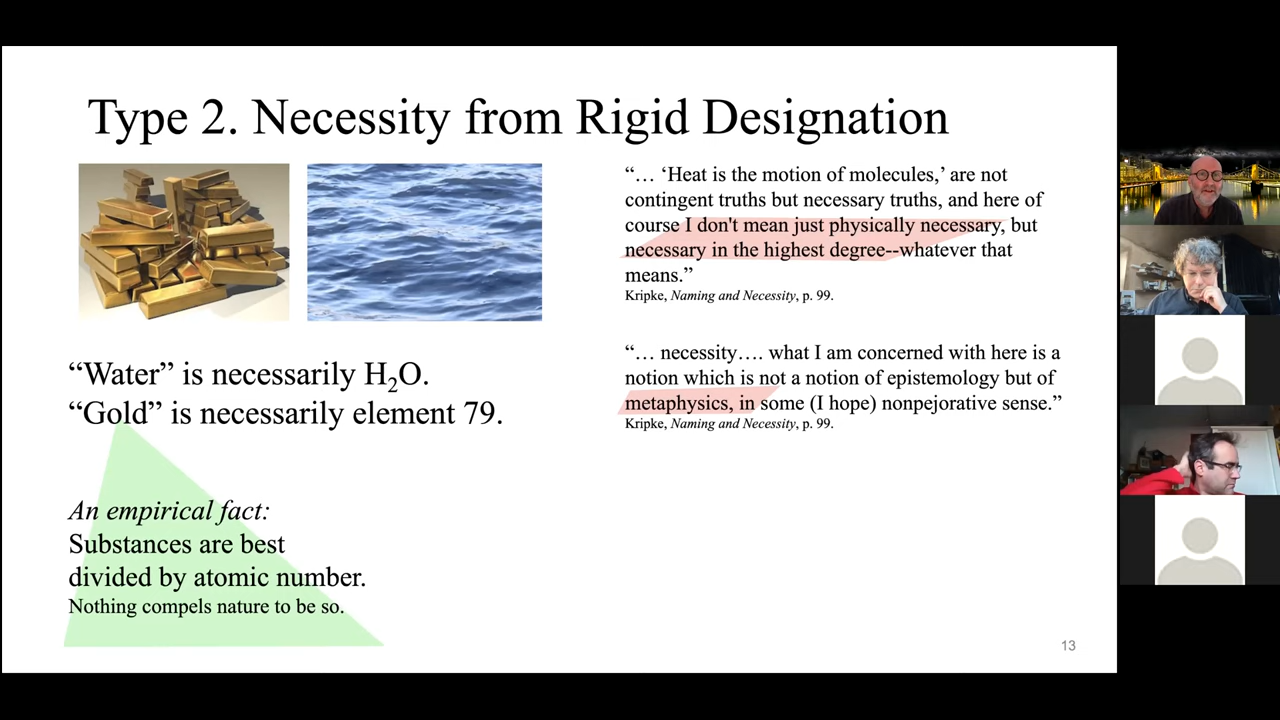 Type 2. Necessity from Rigid Designation
“Water” is necessarily H₂O.
“Gold” is necessarily element 79.
An empirical fact:
Substances are best
divided by atomic number.
Nothing compels nature to be so.
“… ‘Heat is the motion of molecules,’ are not
contingent truths but necessary truths, and here of
course I don't mean just physically necessary, but
necessary in the highest degree--whatever that
means.”
Kripke, Naming and Necessity, p. 99.
“… necessity…. what I am concerned with here is a
notion which is not a notion of epistemology but of
metaphysics, in some (I hope) nonpejorative sense.”
Kripke, Naming and Necessity, p. 99.
13